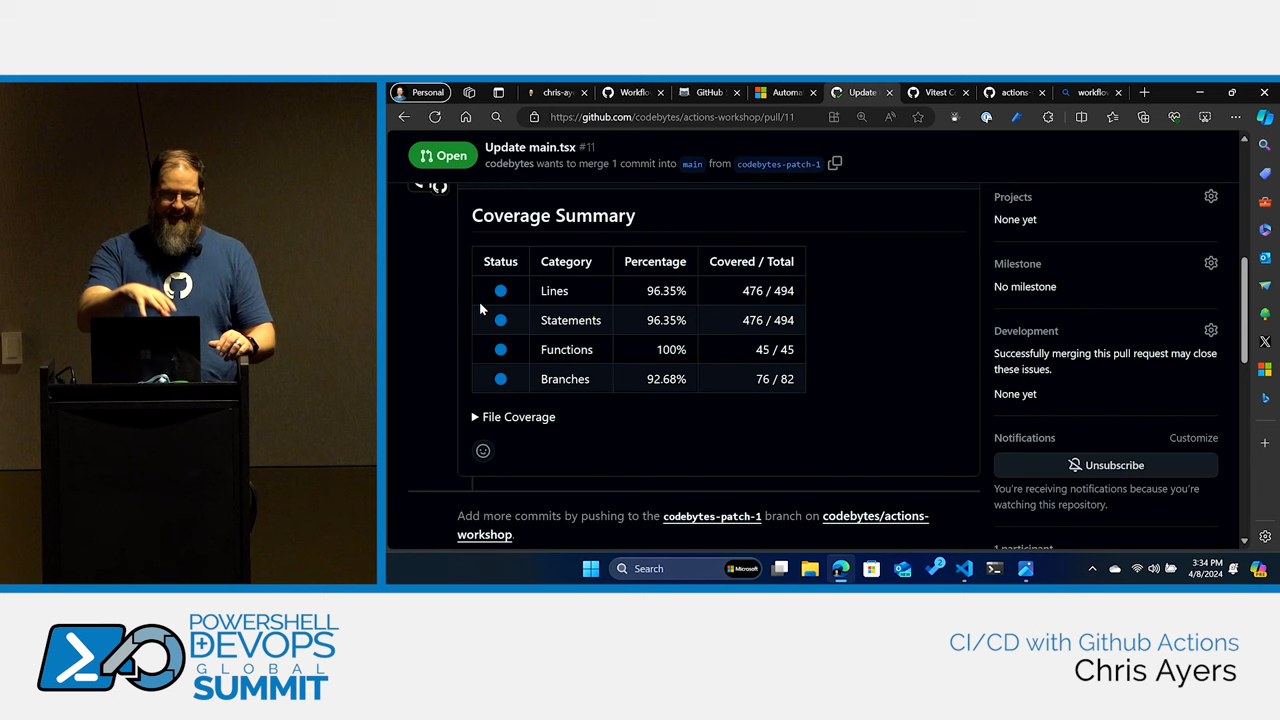 Personal
chris-ay
Workflo
GitHub
Automa
Update
Vitest C
actions-
workflow
https://github.com/codebytes/actions-workshop/pull/11
Open
Update main.tsx #11
codebytes wants to merge 1 commit into main from codebytes-patch-1
Coverage Summary
Status Category Percentage Covered / Total
Lines 96.35% 476 / 494
Statements 96.35% 476 / 494
Functions 100% 45 / 45
Branches 92.68% 76 / 82
File Coverage
Add more commits by pushing to the codebytes-patch-1 branch on codebytes/actions-
workshop.
Projects
None yet
Milestone
No milestone
Development
Successfully merging this pull request may close
these issues.
None yet
Notifications
Customize
Unsubscribe
You're receiving notifications because you're
watching this repository.
1 participant
Search
Microsoft
3:34 PM
4/8/2024
POWERSHELL
+DEVOPS
GLOBAL
SUMMIT
CI/CD with Github Actions
Chris Ayers